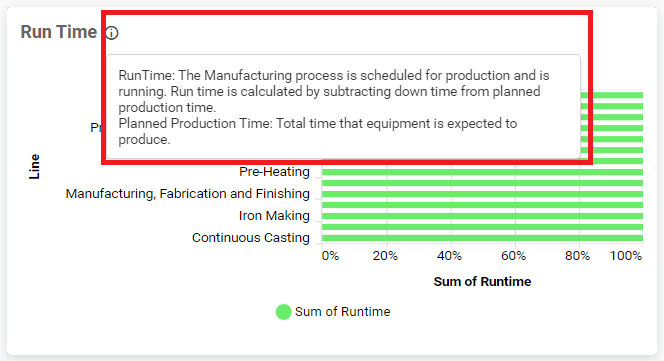 Run Time
RunTime: The Manufacturing process is scheduled for production and is
running. Run time is calculated by subtracting down time from planned
production time.
Planned Production Time: Total time that equipment is expected to
produce.
Line
Pre-Heating
Manufacturing, Fabrication and Finishing
Iron Making
Continuous Casting
0% 20% 40% 60% 80% 100%
Sum of Runtime
Sum of Runtime